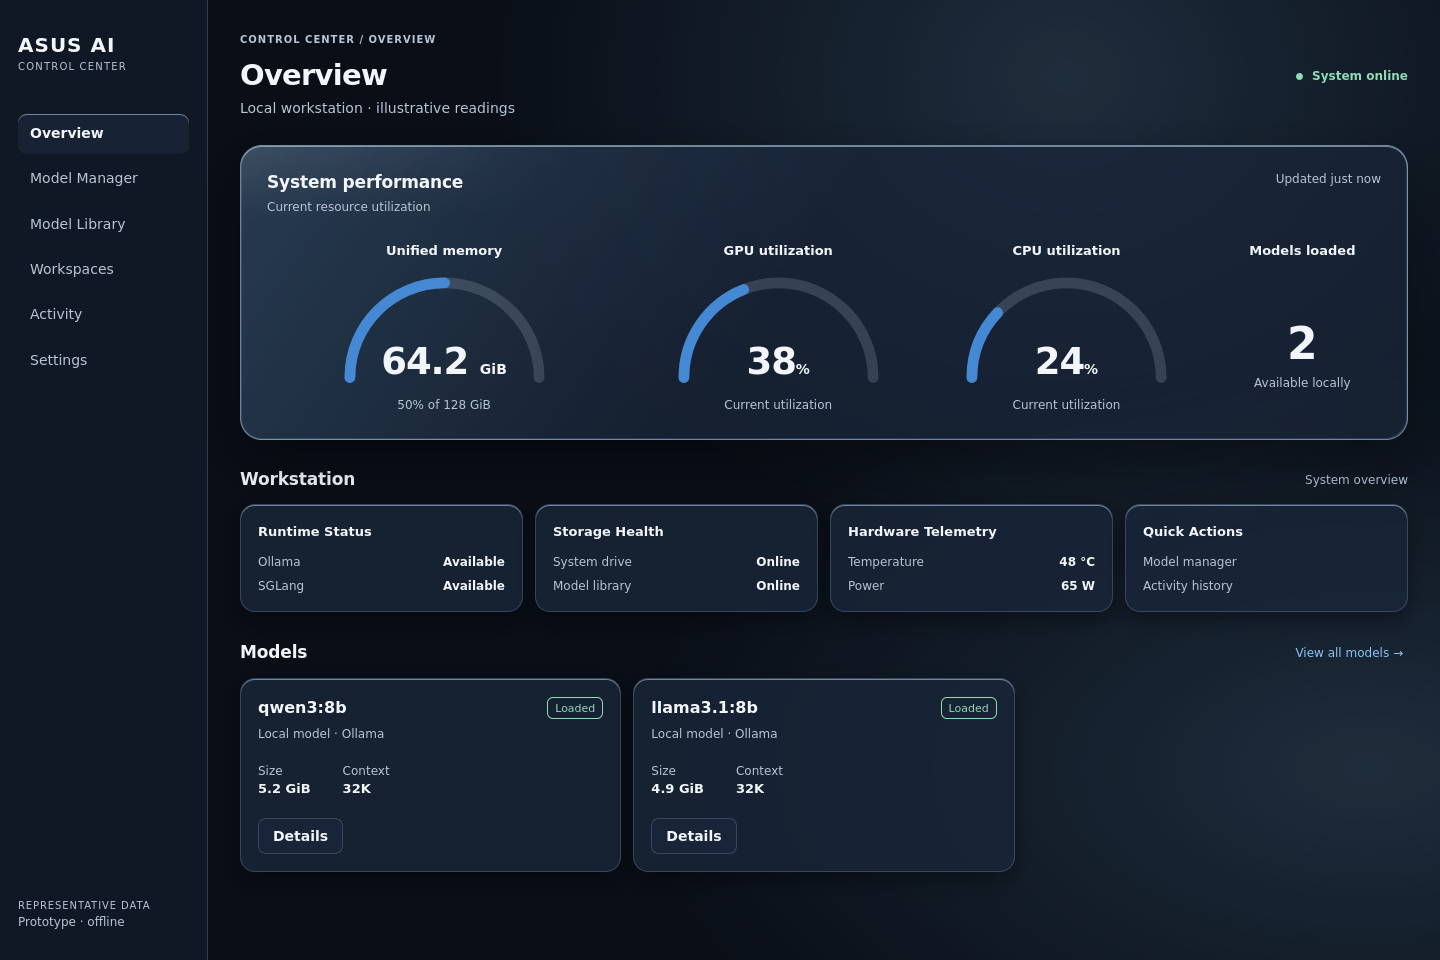 ASUS AI
CONTROL CENTER
Overview
Model Manager
Model Library
Workspaces
Activity
Settings
REPRESENTATIVE DATA
Prototype · offline
CONTROL CENTER / OVERVIEW
Overview
Local workstation · illustrative readings
● System online
System performance
Current resource utilization
Updated just now
Unified memory
64.2 GiB
50% of 128 GiB
GPU utilization
38%
Current utilization
CPU utilization
24%
Current utilization
Models loaded
2
Available locally
Workstation
System overview
Runtime Status
Ollama Available
SGLang Available
Storage Health
System drive Online
Model library Online
Hardware Telemetry
Temperature 48 °C
Power 65 W
Quick Actions
Model manager
Activity history
Models
View all models →
qwen3:8b Loaded
Local model · Ollama
Size Context
5.2 GiB 32K
Details
llama3.1:8b Loaded
Local model · Ollama
Size Context
4.9 GiB 32K
Details